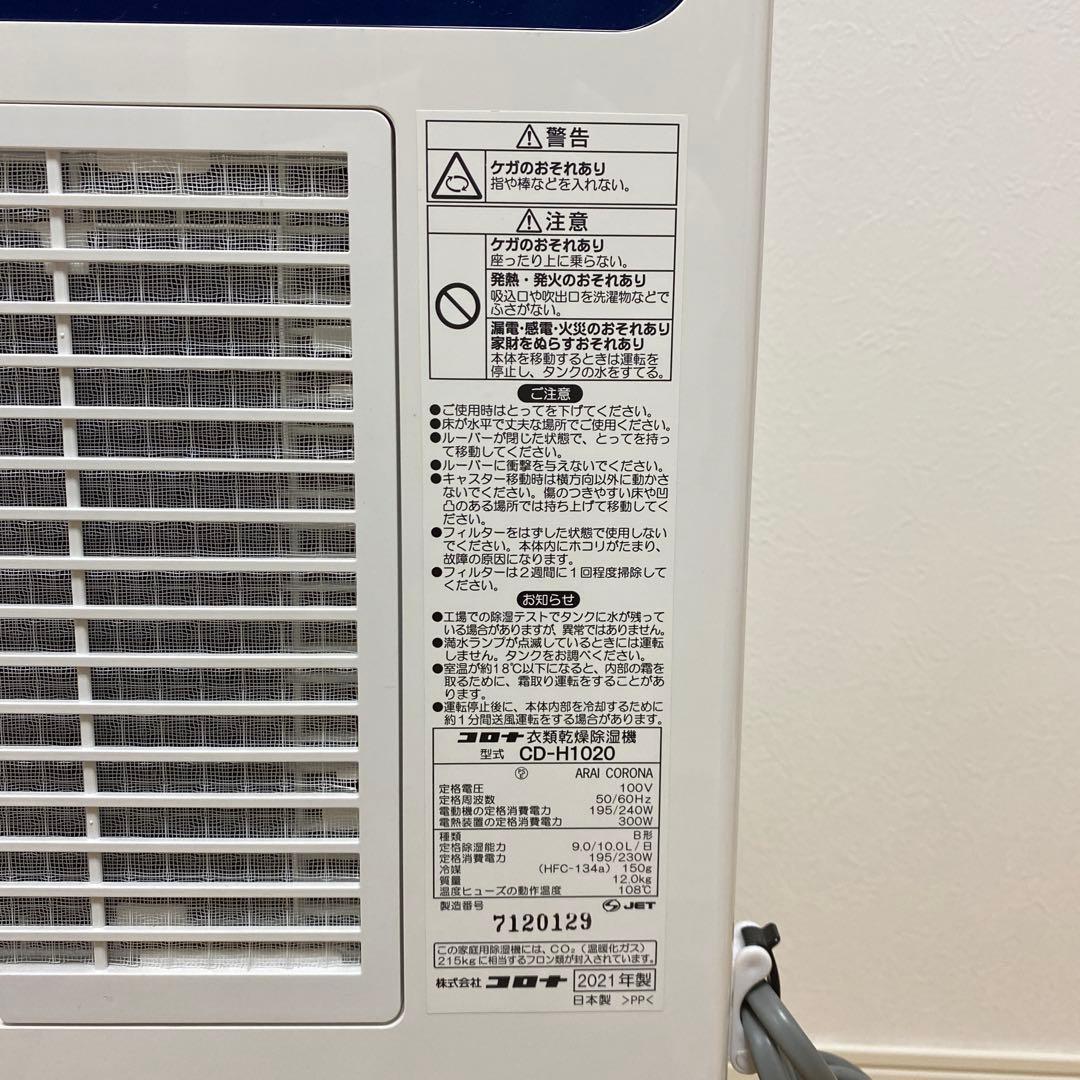 ⚠警告
ケガのおそれあり
指や棒などを入れない。
⚠注意
ケガのおそれあり
座ったり上に乗らない。
発熱・発火のおそれあり
吸込口や吹出口を洗濯物などで
ふさがない。
漏電・感電・火災のおそれあり
家財をぬらすおそれあり
本体を移動するときは運転を
停止し、タンクの水をすてる。
ご注意
●ご使用時はとってを下げてください。
●床が水平で丈夫な場所でご使用ください。
●ルーバーが閉じた状態で、とってを持っ
て移動してください。
●ルーバーに衝撃を与えないでください。
●キャスター移動時は横方向以外に動かさ
ないでください。傷のつきやすい床や凹
凸のある場所では持ち上げて移動してく
ださい。
●フィルターをはずした状態で使用しない
でください。本体内にホコリがたまり、
故障の原因になります。
●フィルターは2週間に1回程度掃除して
ください。
お知らせ
●工場での除湿テストでタンクに水が残って
いる場合がありますが、異常ではありません。
●満水ランプが点滅しているときには運転
しません。タンクをお調べください。
●室温が約18℃以下になると、内部の霜を
取るために、霜取り運転をすることがあ
ります。
●運転停止後に、本体内部を冷却するために
約1分間送風運転をする場合があります。
コロナ 衣類乾燥除湿機
型式 CD-H1020
ARAI CORONA
定格電圧 100V
定格周波数 50/60Hz
電動機の定格消費電力 195/240W
電熱装置の定格消費電力 300W
種類 B形
定格除湿能力 9.0/10.0L/日
定格消費電力 195/230W
冷媒 (HFC-134a) 150g
質量 12.0kg
温度ヒューズの動作温度 108℃
製造番号 JET
7120129
この家庭用除湿機には、CO₂（温暖化ガス）
215kgに相当するフロン類が封入されています。
株式会社 コロナ 2021年製
日本製 >PP<